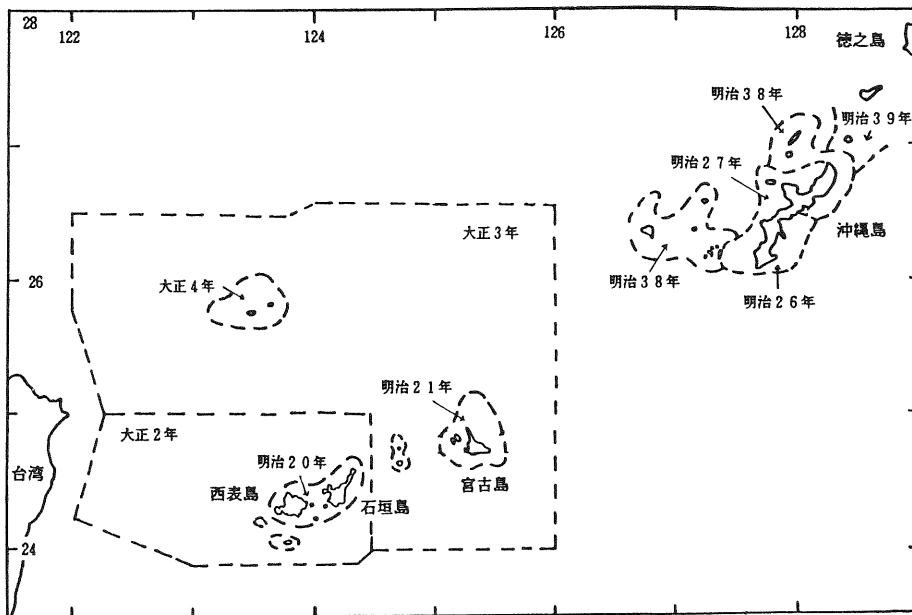 28
122
124
126
128
徳之島
明治38年
明治39年
明治27年
大正3年
沖縄島
26
大正4年
明治38年
明治26年
明治21年
大正2年
明治20年
台湾
西表島
石垣島
宮古島
24